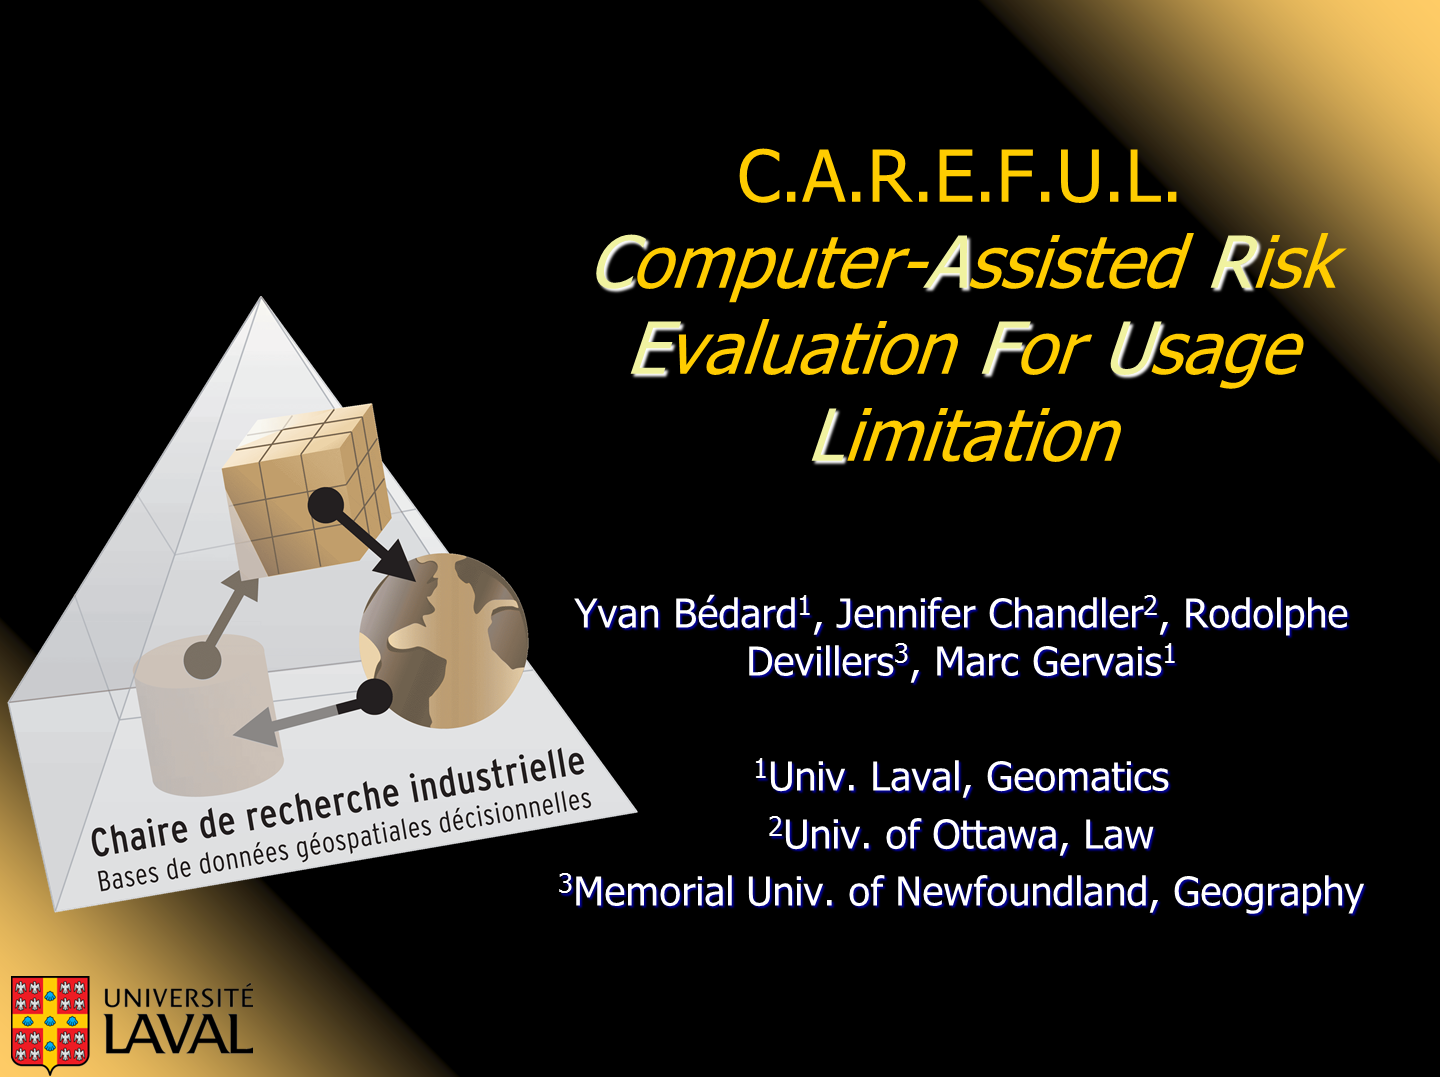 C.A.R.E.F.U.L.
Computer-Assisted Risk
Evaluation For Usage
Limitation
Yvan Bédard¹, Jennifer Chandler², Rodolphe
Devillers³, Marc Gervais¹
¹Univ. Laval, Geomatics
²Univ. of Ottawa, Law
³Memorial Univ. of Newfoundland, Geography
Chaire de recherche industrielle
Bases de données géospatiales décisionnelles
UNIVERSITÉ
LAVAL